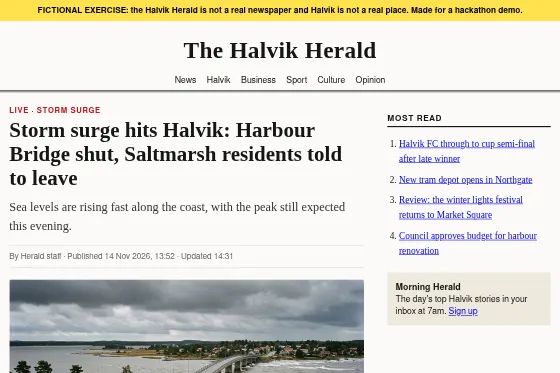 FICTIONAL EXERCISE: the Halvik Herald is not a real newspaper and Halvik is not a real place. Made for a hackathon demo.
The Halvik Herald
News Halvik Business Sport Culture Opinion
LIVE · STORM SURGE
Storm surge hits Halvik: Harbour
Bridge shut, Saltmarsh residents told
to leave
Sea levels are rising fast along the coast, with the peak still expected
this evening.
By Herald staff · Published 14 Nov 2026, 13:52 · Updated 14:31
MOST READ
1. Halvik FC through to cup semi-final
after late winner
2. New tram depot opens in Northgate
3. Review: the winter lights festival
returns to Market Square
4. Council approves budget for harbour
renovation
Morning Herald
The day's top Halvik stories in your
inbox at 7am. Sign up